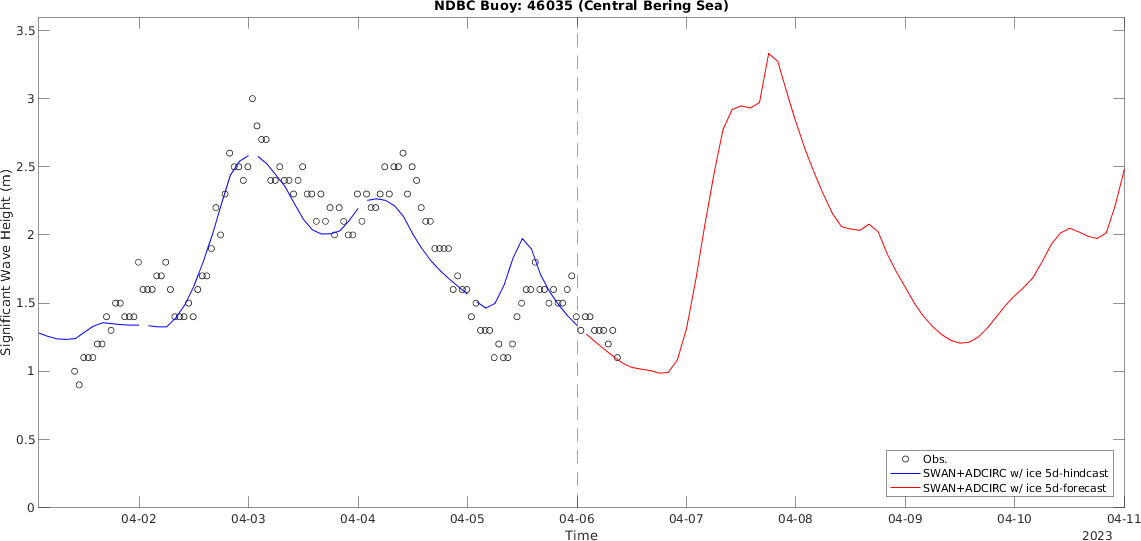 NDBC Buoy: 46035 (Central Bering Sea)
3.5
3
2.5
2
1.5
1
0.5
0
Significant Wave Height (m)
04-02 04-03 04-04 04-05 04-06 04-07 04-08 04-09 04-10 04-11
Time
2023
Obs.
SWAN+ADCIRC w/ ice 5d-hindcast
SWAN+ADCIRC w/ ice 5d-forecast